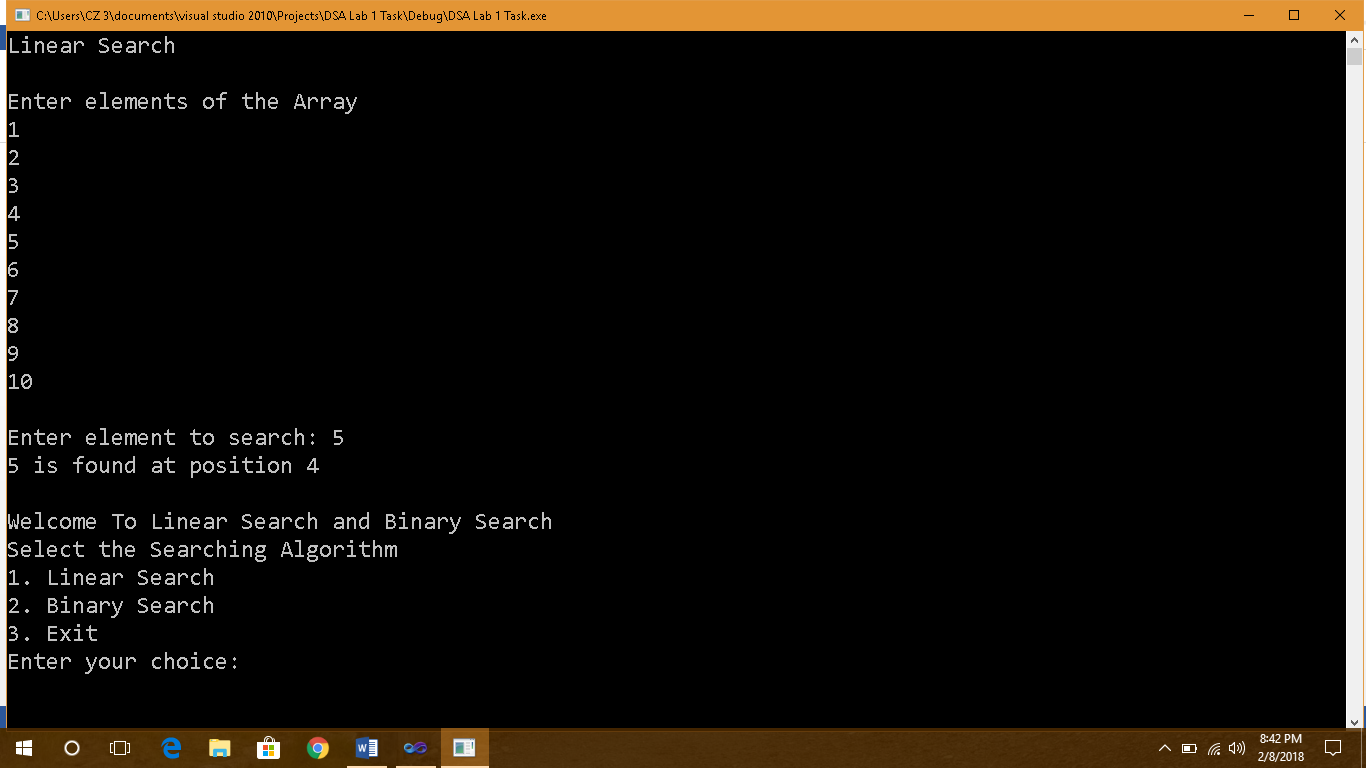 C:\Users\CZ 3\documents\visual studio 2010\Projects\DSA Lab 1 Task\Debug\DSA Lab 1 Task.exe
Linear Search
Enter elements of the Array
1
2
3
4
5
6
7
8
9
10
Enter element to search: 5
5 is found at position 4
Welcome To Linear Search and Binary Search
Select the Searching Algorithm
1. Linear Search
2. Binary Search
3. Exit
Enter your choice:
8:42 PM
2/8/2018